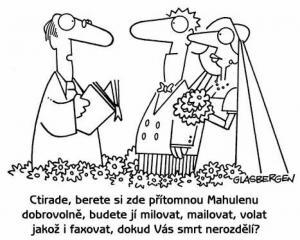 GLASBERGEN
Ctirade, berete si zde přítomnou Mahulenu
dobrovolně, budete jí milovat, mailovat, volat
jakož i faxovat, dokud Vás smrt nerozdělí?